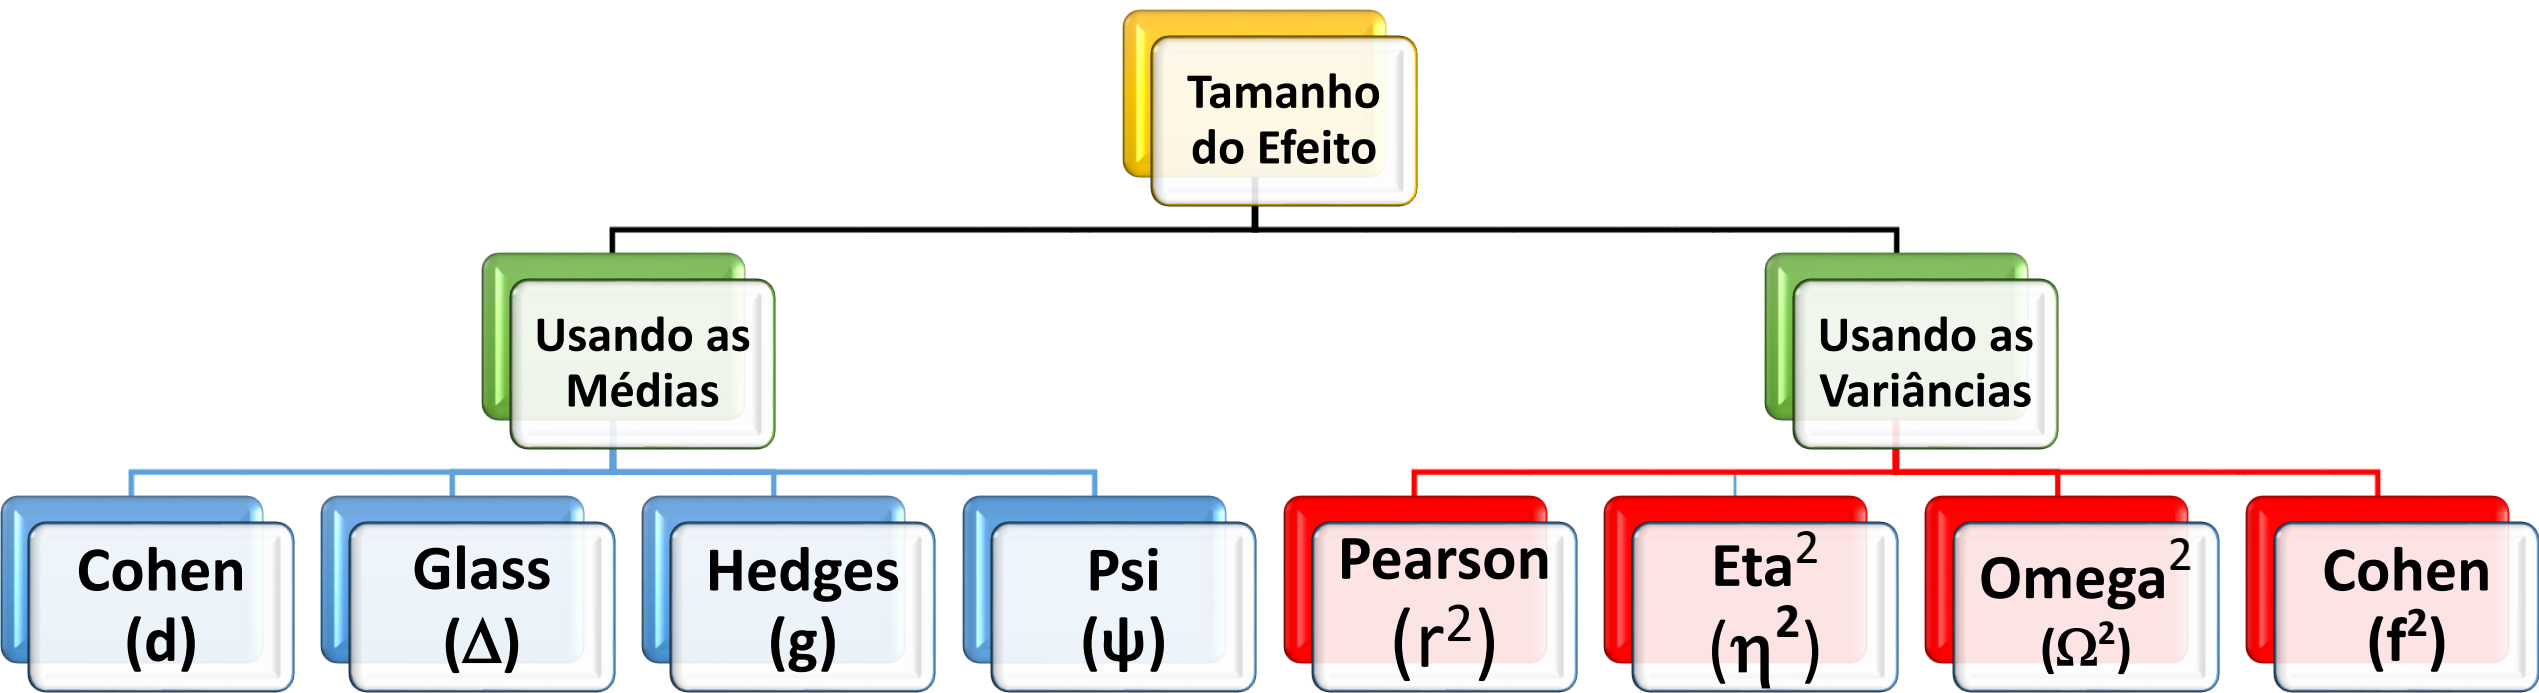 Tamanho
do Efeito
Usando as
Médias
Usando as
Variâncias
Cohen
(d)
Glass
(Δ)
Hedges
(g)
Psi
(ψ)
Pearson
(r²)
Eta²
(η²)
Omega²
(Ω²)
Cohen
(f²)